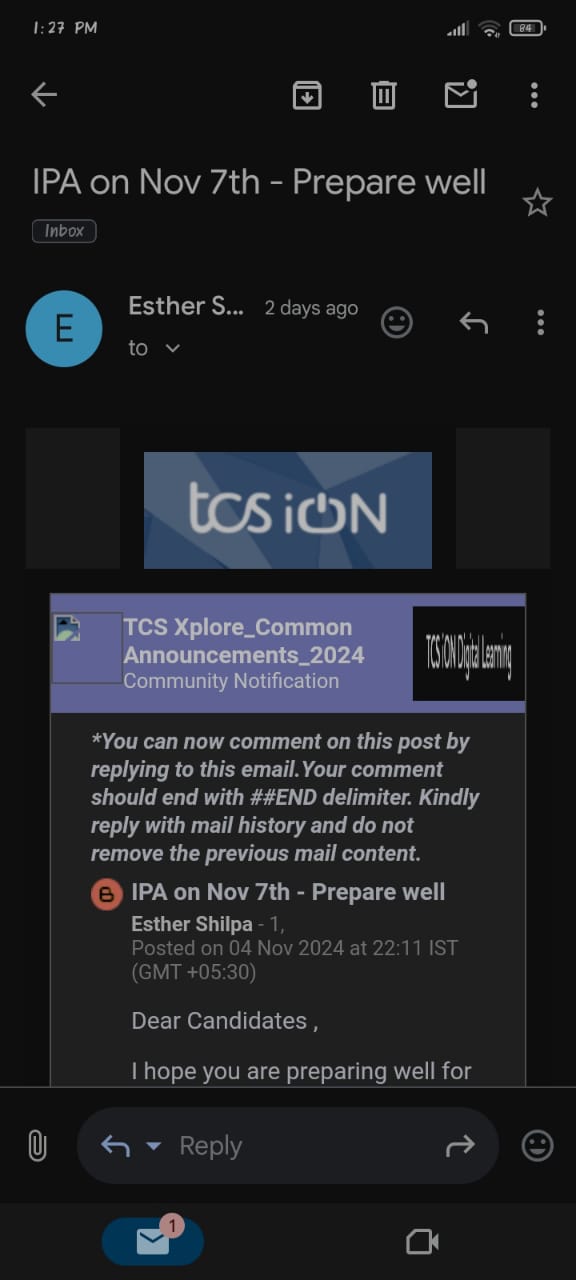 1:27 PM
84
IPA on Nov 7th - Prepare well
Inbox
E
Esther S... 2 days ago
to
tcs iON
TCS Xplore_Common
Announcements_2024
Community Notification
TCS iON Digital Learning
*You can now comment on this post by
replying to this email.Your comment
should end with ##END delimiter. Kindly
reply with mail history and do not
remove the previous mail content.
B
IPA on Nov 7th - Prepare well
Esther Shilpa - 1,
Posted on 04 Nov 2024 at 22:11 IST
(GMT +05:30)
Dear Candidates ,
I hope you are preparing well for
Reply
1